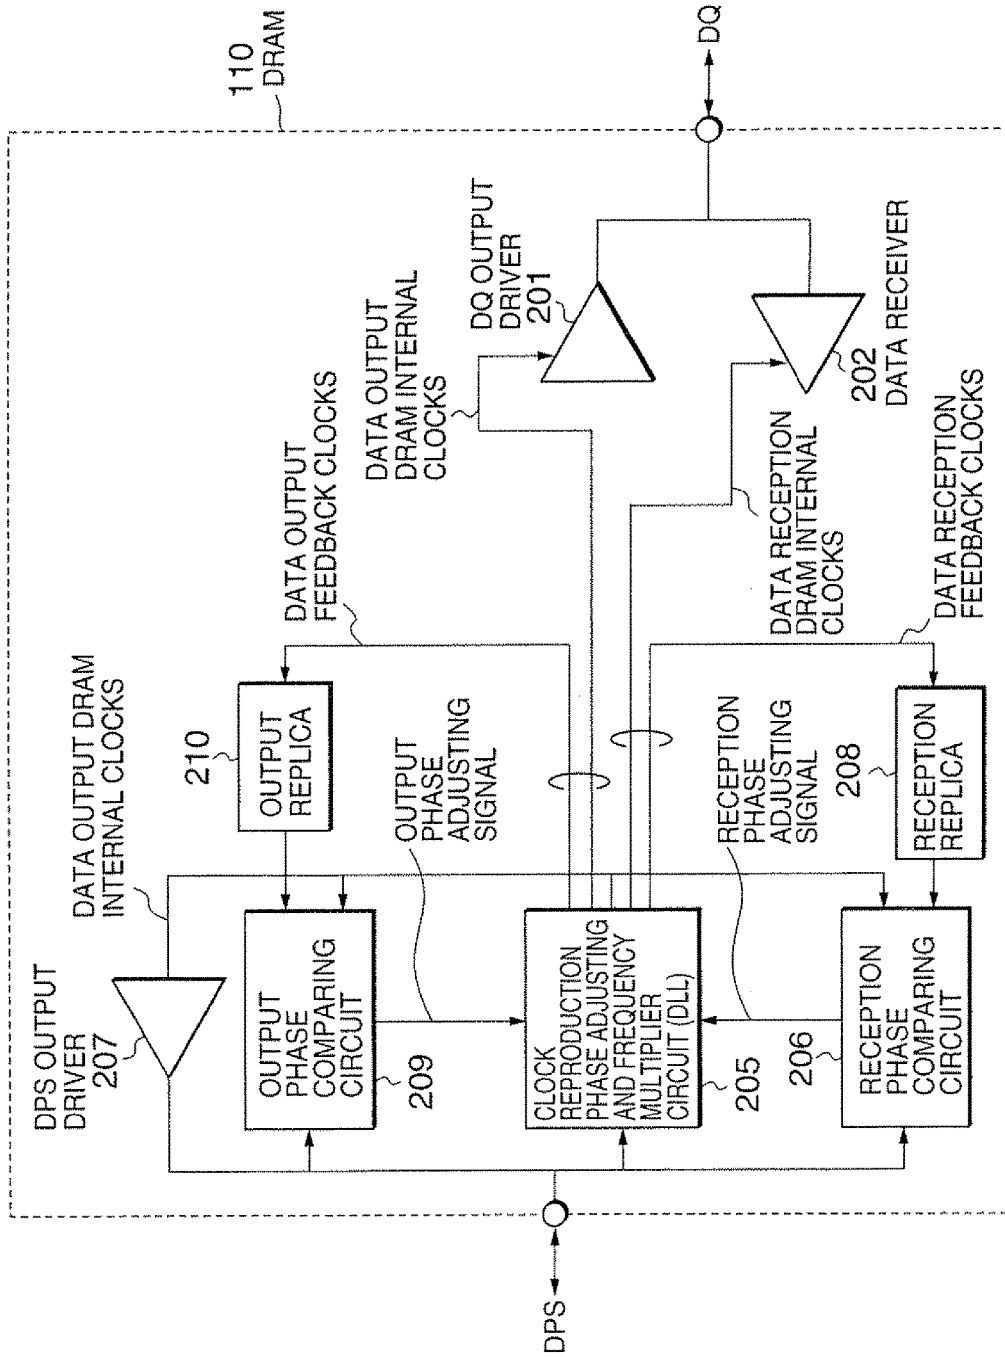 110
DRAM
DQ
DQ OUTPUT
DRIVER
201
202
DATA RECEIVER
DATA OUTPUT
DRAM INTERNAL
CLOCKS
DATA OUTPUT
FEEDBACK CLOCKS
DATA RECEPTION
DRAM INTERNAL
CLOCKS
DATA RECEPTION
FEEDBACK CLOCKS
DATA OUTPUT DRAM
INTERNAL CLOCKS
210
OUTPUT
REPLICA
OUTPUT
PHASE
ADJUSTING
SIGNAL
RECEPTION
PHASE
ADJUSTING
SIGNAL
208
RECEPTION
REPLICA
DPS OUTPUT
DRIVER
207
OUTPUT
PHASE
COMPARING
CIRCUIT
209
CLOCK
REPRODUCTION
PHASE ADJUSTING
AND FREQUENCY
MULTIPLIER
CIRCUIT (DLL)
205
206
RECEPTION
PHASE
COMPARING
CIRCUIT
DPS